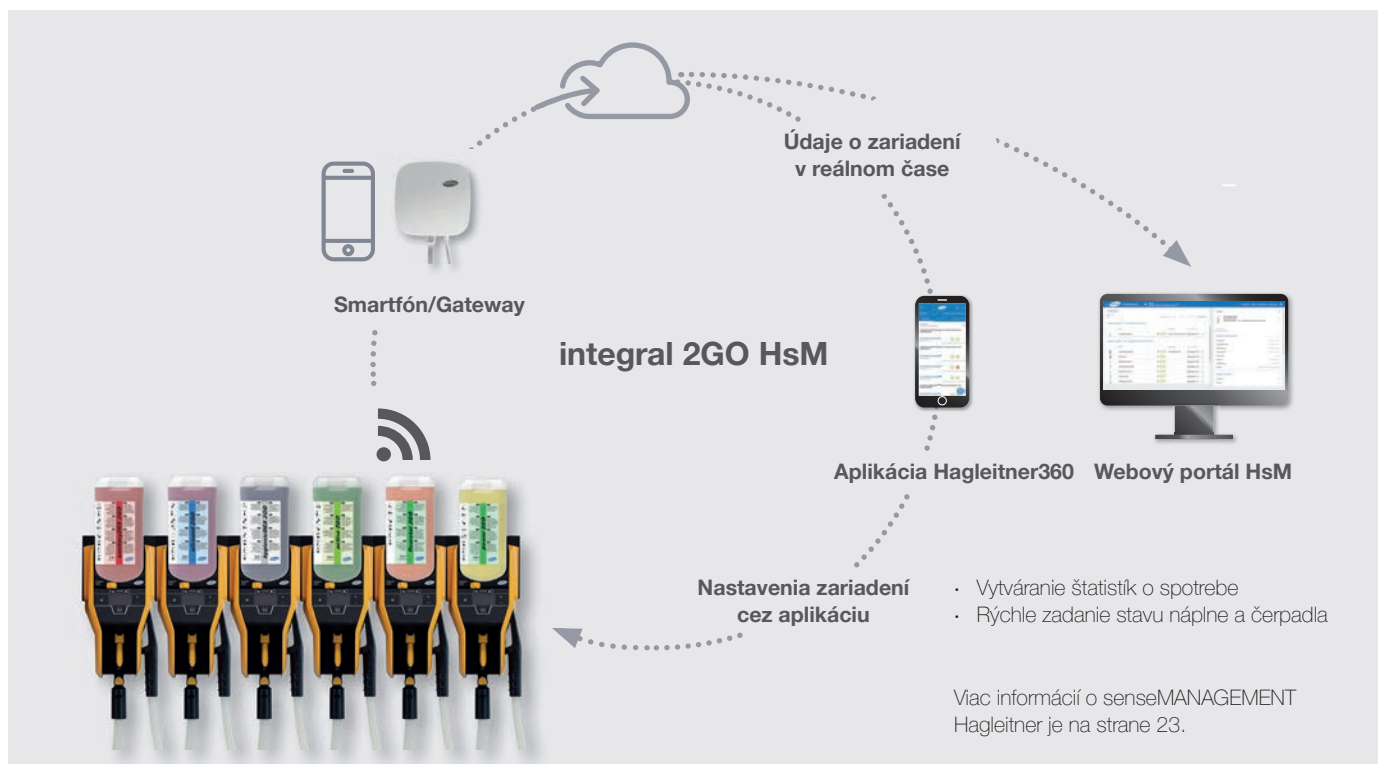 Údaje o zariadení
v reálnom čase
Smartfón/Gateway
integral 2GO HsM
Aplikácia Hagleitner360
Webový portál HsM
Nastavenia zariadení
cez aplikáciu
· Vytváranie štatistík o spotrebe
· Rýchle zadanie stavu náplne a čerpadla
Viac informácií o senseMANAGEMENT
Hagleitner je na strane 23.